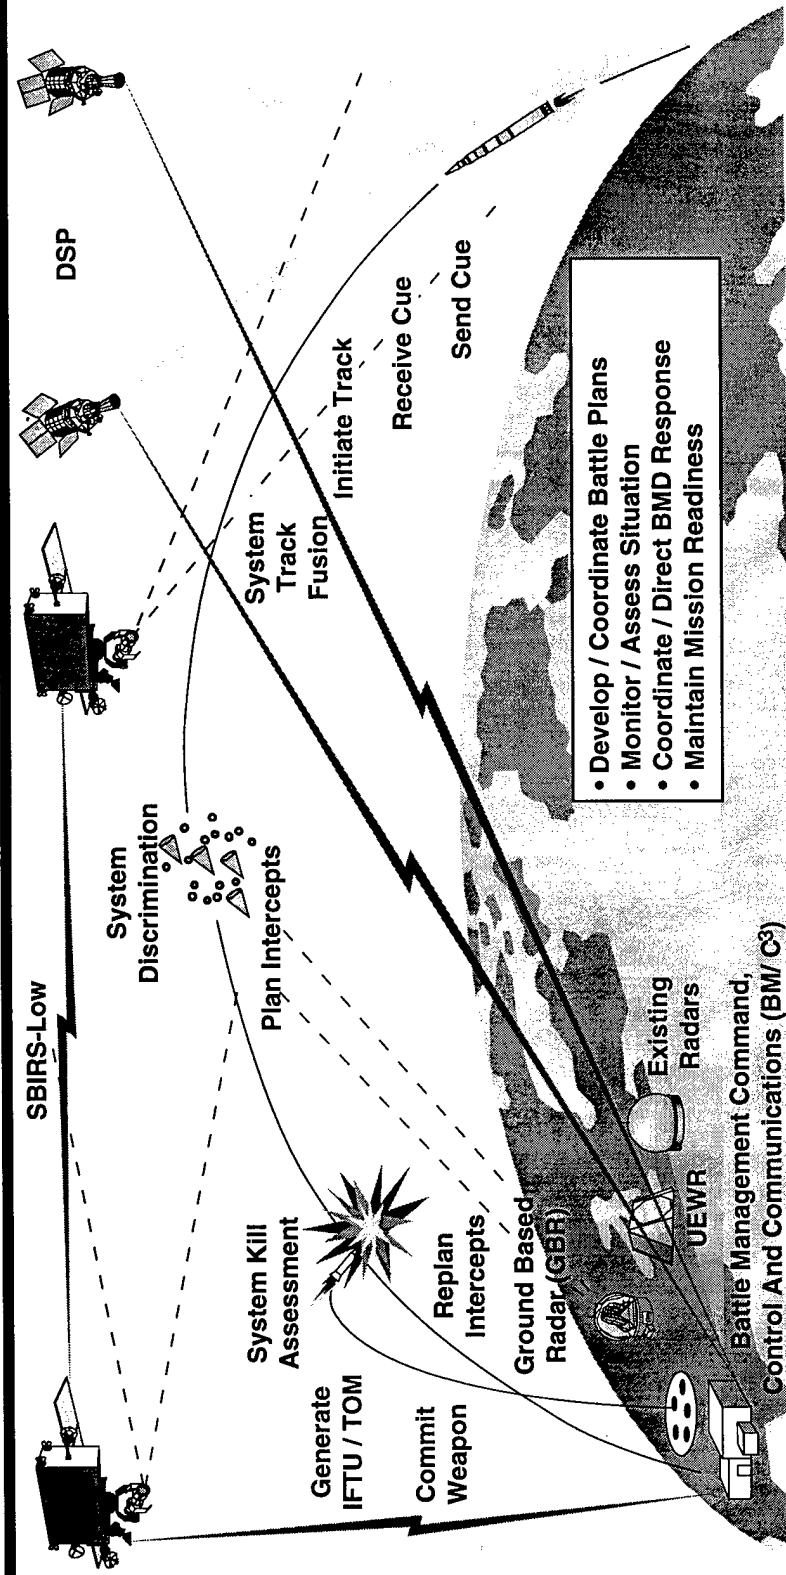 SBIRS-Low
DSP
System
Discrimination
System Kill
Assessment
Plan Intercepts
System
Track
Fusion
Initiate Track
Receive Cue
Send Cue
Generate
IFTU / TOM
Commit
Weapon
Replan
Intercepts
Ground Based
Radar (GBR)
UEWR
Existing
Radars
• Develop / Coordinate Battle Plans
• Monitor / Assess Situation
• Coordinate / Direct BMD Response
• Maintain Mission Readiness
Battle Management Command,
Control And Communications (BM/ C³)